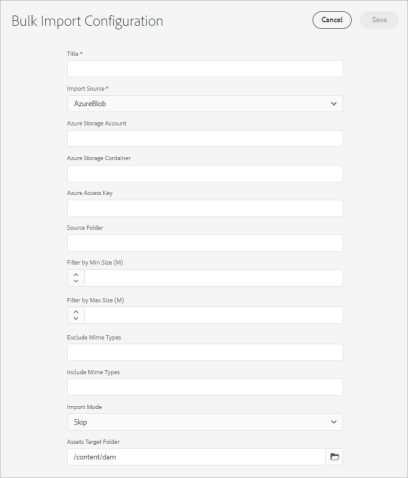 Bulk Import Configuration
Cancel
Save
Title *
Import Source *
AzureBlob
Azure Storage Account
Azure Storage Container
Azure Access Key
Source Folder
Filter by Min Size (M)
Filter by Max Size (M)
Exclude Mime Types
Include Mime Types
Import Mode
Skip
Assets Target Folder
/content/dam